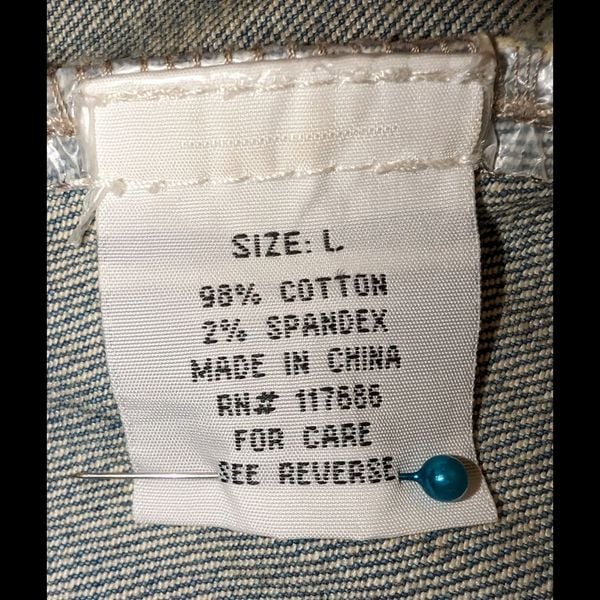 SIZE: L
98% COTTON
2% SPANDEX
MADE IN CHINA
RN# 117686
FOR CARE
SEE REVERSE